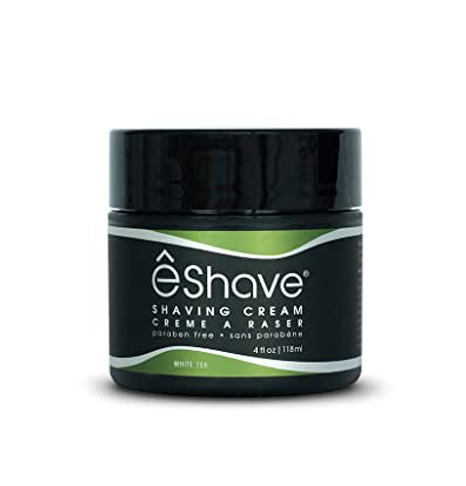 êShave®
SHAVING CREAM
CREME A RASER
paraben free • sans parabène
4 fl oz | 118ml
WHITE TEA